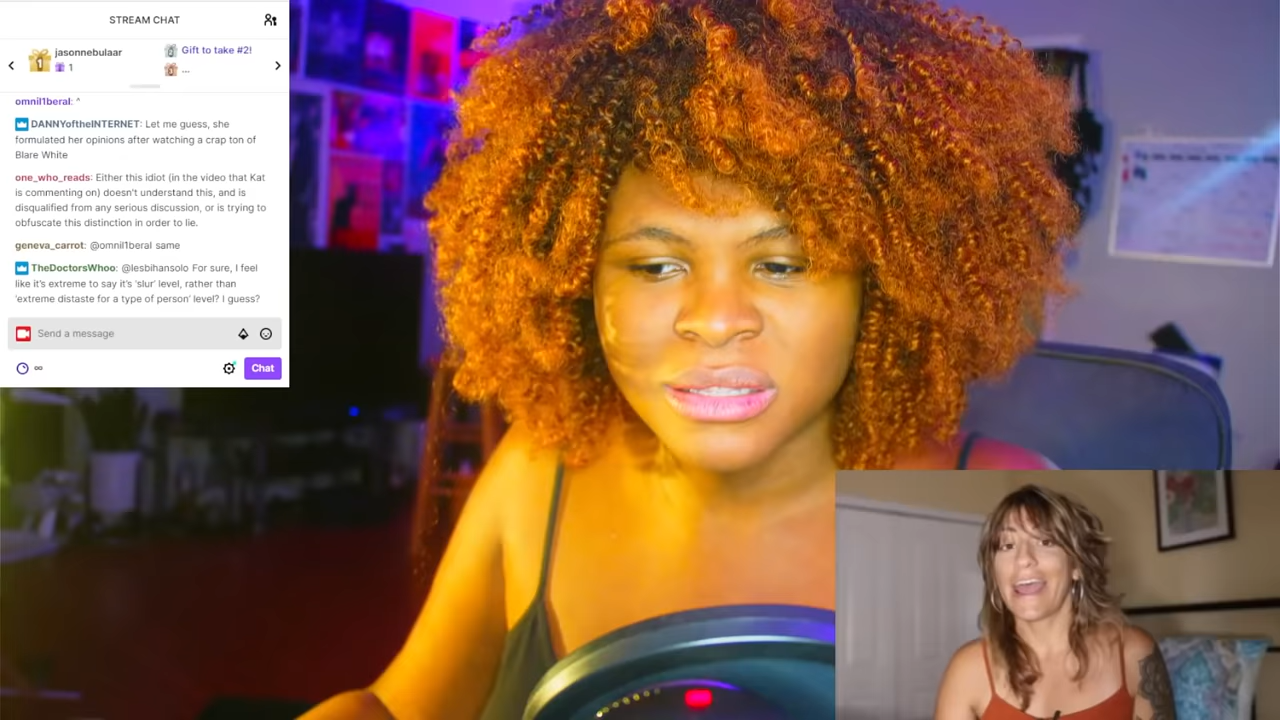 STREAM CHAT
jasonnebulaar
1
Gift to take #2!
...
omnil1beral: ^
DANNYoftheINTERNET: Let me guess, she
formulated her opinions after watching a crap ton of
Blare White
one_who_reads: Either this idiot (in the video that Kat
is commenting on) doesn't understand this, and is
disqualified from any serious discussion, or is trying to
obfuscate this distinction in order to lie.
geneva_carrot: @omnil1beral same
TheDoctorsWhoo: @lesbihansolo For sure, I feel
like it's extreme to say it's 'slur' level, rather than
'extreme distaste for a type of person' level? I guess?
Send a message
∞
Chat